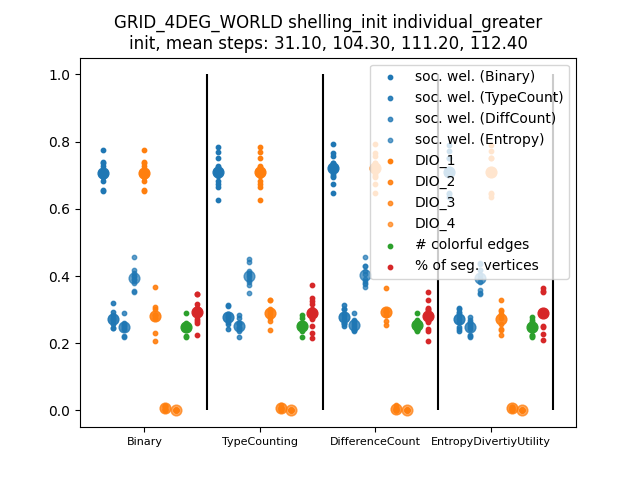 GRID_4DEG_WORLD shelling_init individual_greater
init, mean steps: 31.10, 104.30, 111.20, 112.40
1.0
0.8
0.6
0.4
0.2
0.0
soc. wel. (Binary)
soc. wel. (TypeCount)
soc. wel. (DiffCount)
soc. wel. (Entropy)
DIO_1
DIO_2
DIO_3
DIO_4
# colorful edges
% of seg. vertices
Binary
TypeCounting
DifferenceCount
EntropyDivertiyUtility